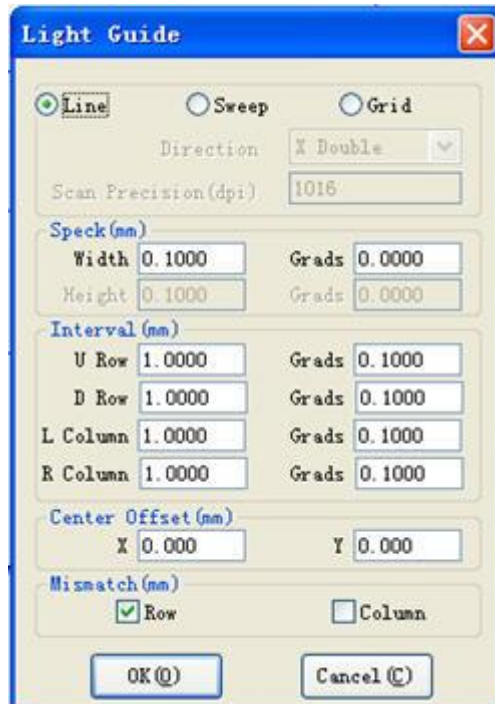 Light Guide
Line Sweep Grid
Direction X Double
Scan Precision(dpi) 1016
Speck(mm)
Width 0.1000 Grads 0.0000
Height 0.1000 Grads 0.0000
Interval(mm)
U Row 1.0000 Grads 0.1000
D Row 1.0000 Grads 0.1000
L Column 1.0000 Grads 0.1000
R Column 1.0000 Grads 0.1000
Center Offset(mm)
X 0.000 Y 0.000
Mismatch(mm)
Row Column
OK(O) Cancel(C)